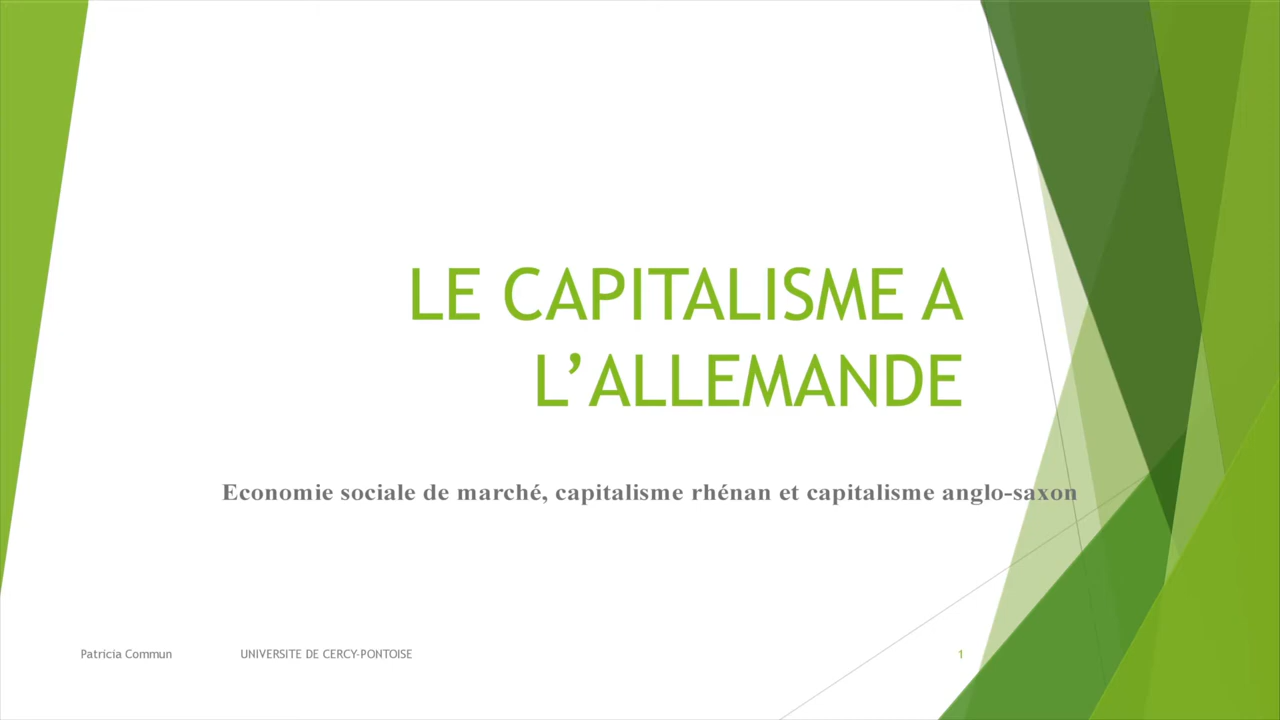 LE CAPITALISME A
L’ALLEMANDE
Economie sociale de marché, capitalisme rhénan et capitalisme anglo-saxon
Patricia Commun UNIVERSITE DE CERCY-PONTOISE 1